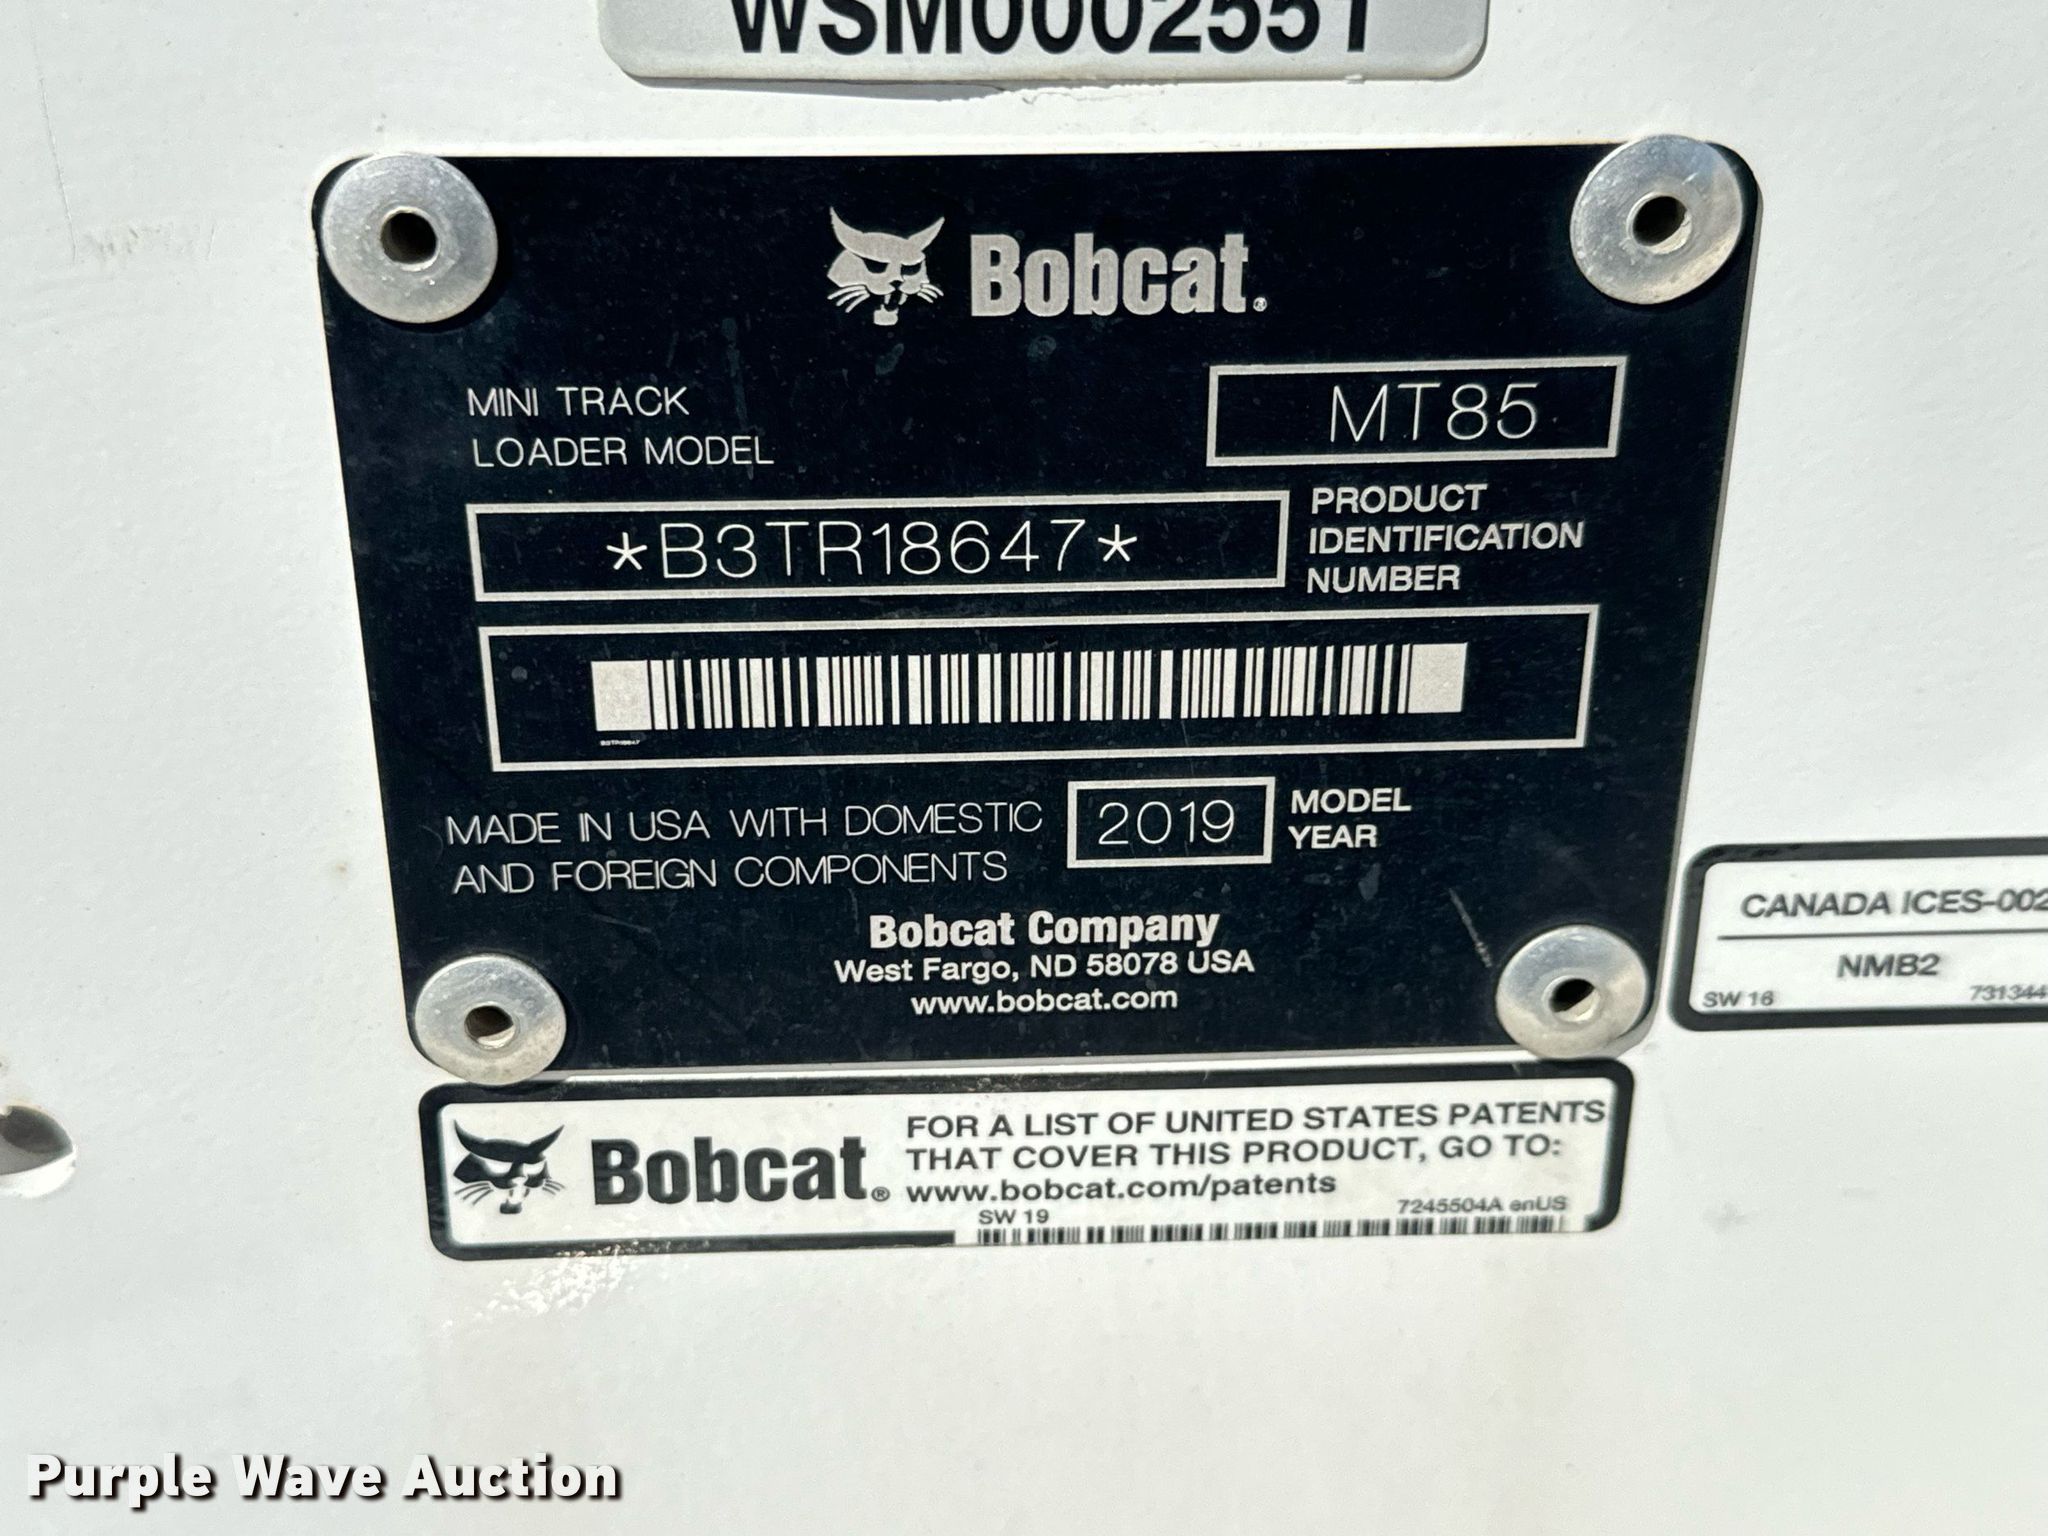 WSM0002551
Bobcat®
MINI TRACK
LOADER MODEL
MT85
*B3TR18647*
PRODUCT
IDENTIFICATION
NUMBER
B3TR18647
MADE IN USA WITH DOMESTIC
AND FOREIGN COMPONENTS
2019
MODEL
YEAR
Bobcat Company
West Fargo, ND 58078 USA
www.bobcat.com
CANADA ICES-002
NMB2
SW 16
Bobcat®
FOR A LIST OF UNITED STATES PATENTS
THAT COVER THIS PRODUCT, GO TO:
www.bobcat.com/patents
SW 19
7245504A enUS
Purple Wave Auction